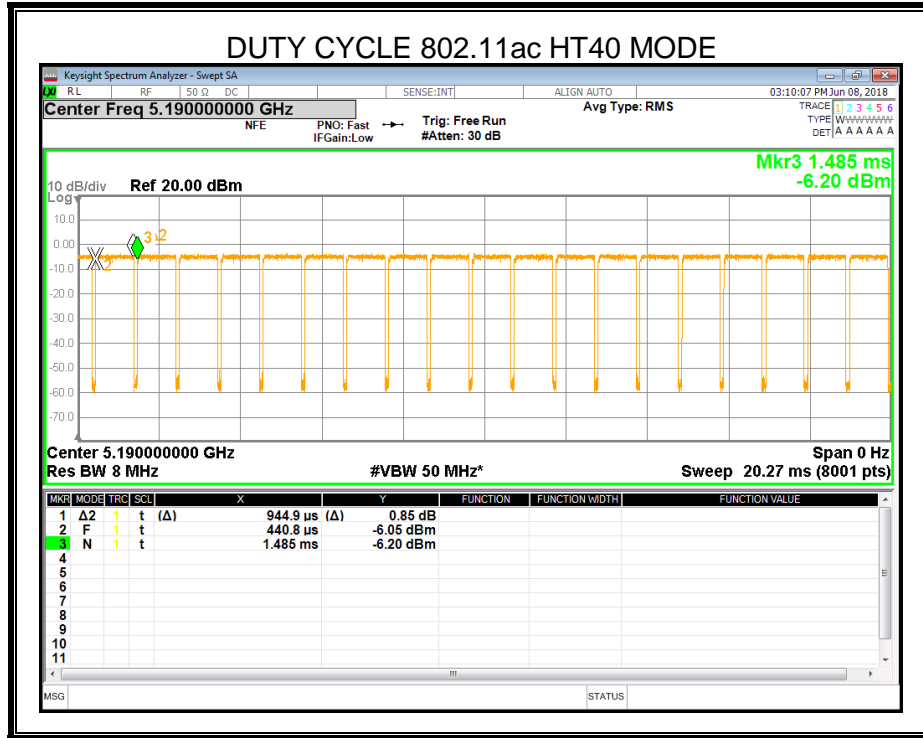 DUTY CYCLE 802.11ac HT40 MODE
Keysight Spectrum Analyzer - Swept SA
LXI RL RF 50 Ω DC SENSE:INT ALIGN AUTO 03:10:07 PM Jun 08, 2018
Center Freq 5.190000000 GHz Avg Type: RMS TRACE 1 2 3 4 5 6
NFE PNO: Fast Trig: Free Run TYPE WWWWWW
IFGain:Low #Atten: 30 dB DET A A A A A A
Mkr3 1.485 ms
10 dB/div Ref 20.00 dBm -6.20 dBm
Log
10.0
0.00
3 2
-10.0
2
-20.0
-30.0
-40.0
-50.0
-60.0
-70.0
Center 5.190000000 GHz Span 0 Hz
Res BW 8 MHz #VBW 50 MHz* Sweep 20.27 ms (8001 pts)
MKR MODE TRC SCL X Y FUNCTION FUNCTION WIDTH FUNCTION VALUE
1 Δ2 1 t (Δ) 944.9 µs (Δ) 0.85 dB
2 F 1 t 440.8 µs -6.05 dBm
3 N 1 t 1.485 ms -6.20 dBm
4
5
6
7
8
9
10
11
MSG STATUS